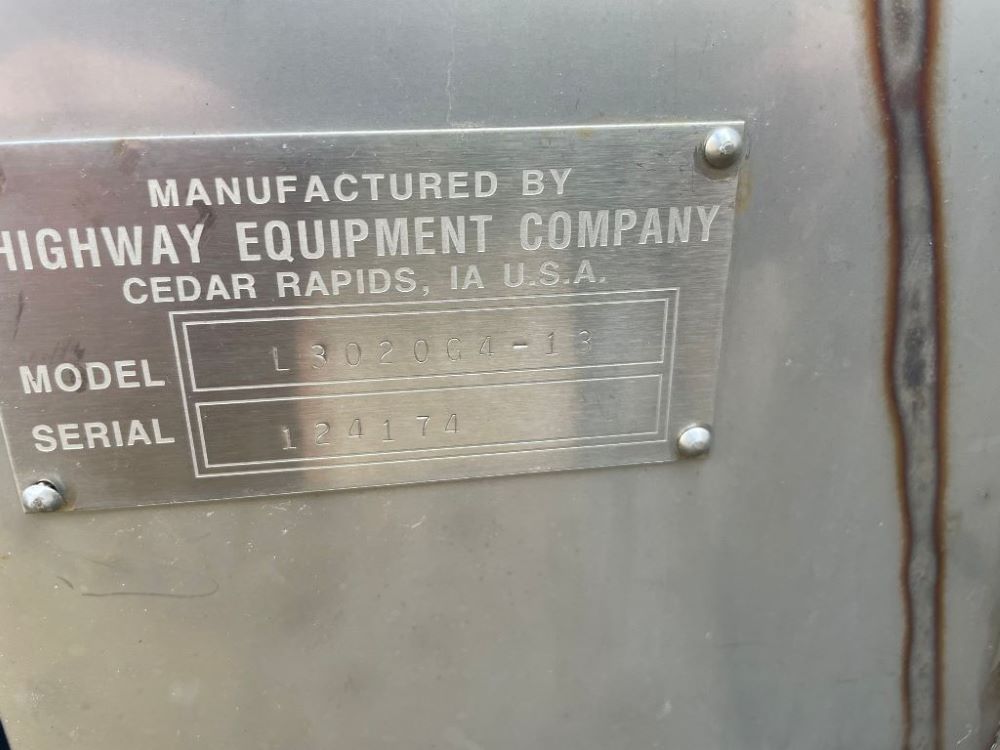 MANUFACTURED BY
HIGHWAY EQUIPMENT COMPANY
CEDAR RAPIDS, IA U.S.A.
MODEL L3020G4-13
SERIAL 124174